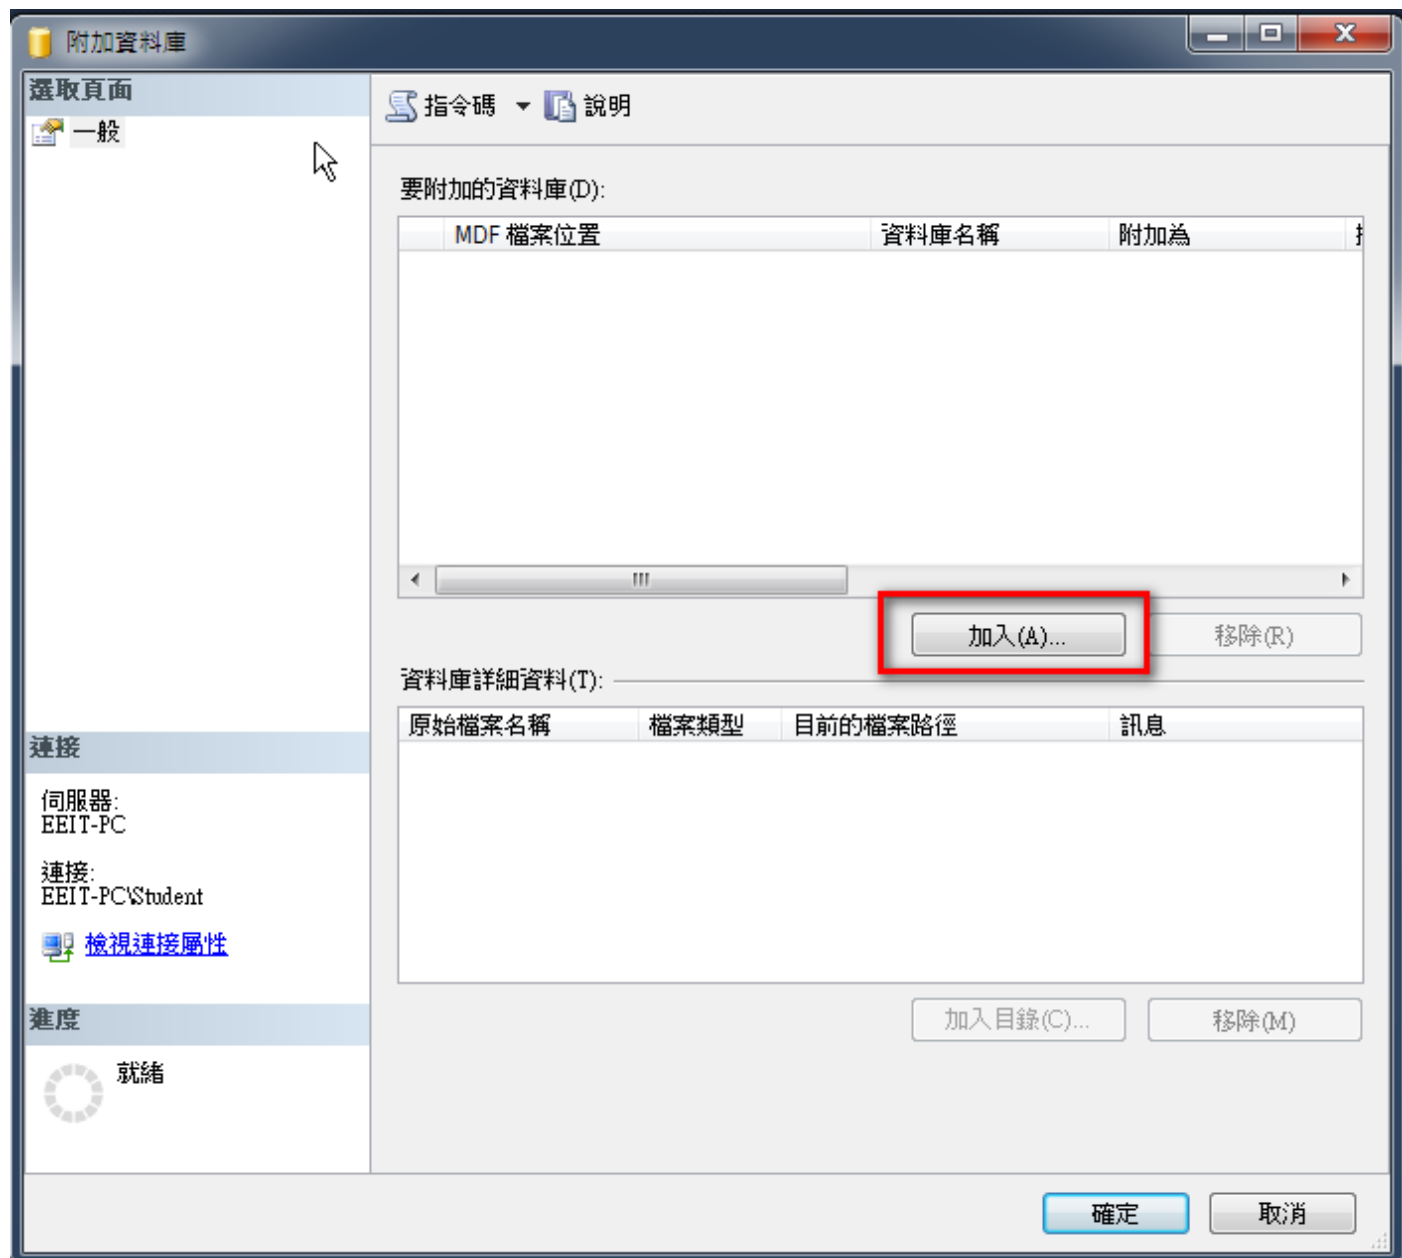 附加資料庫
選取頁面
一般
指令碼
說明
要附加的資料庫(D):
MDF 檔案位置 資料庫名稱 附加為
加入(A)... 移除(R)
資料庫詳細資料(T):
原始檔案名稱 檔案類型 目前的檔案路徑 訊息
加入目錄(C)... 移除(M)
連接
伺服器:
EEIT-PC
連接:
EEIT-PC\Student
檢視連接屬性
進度
就緒
確定 取消